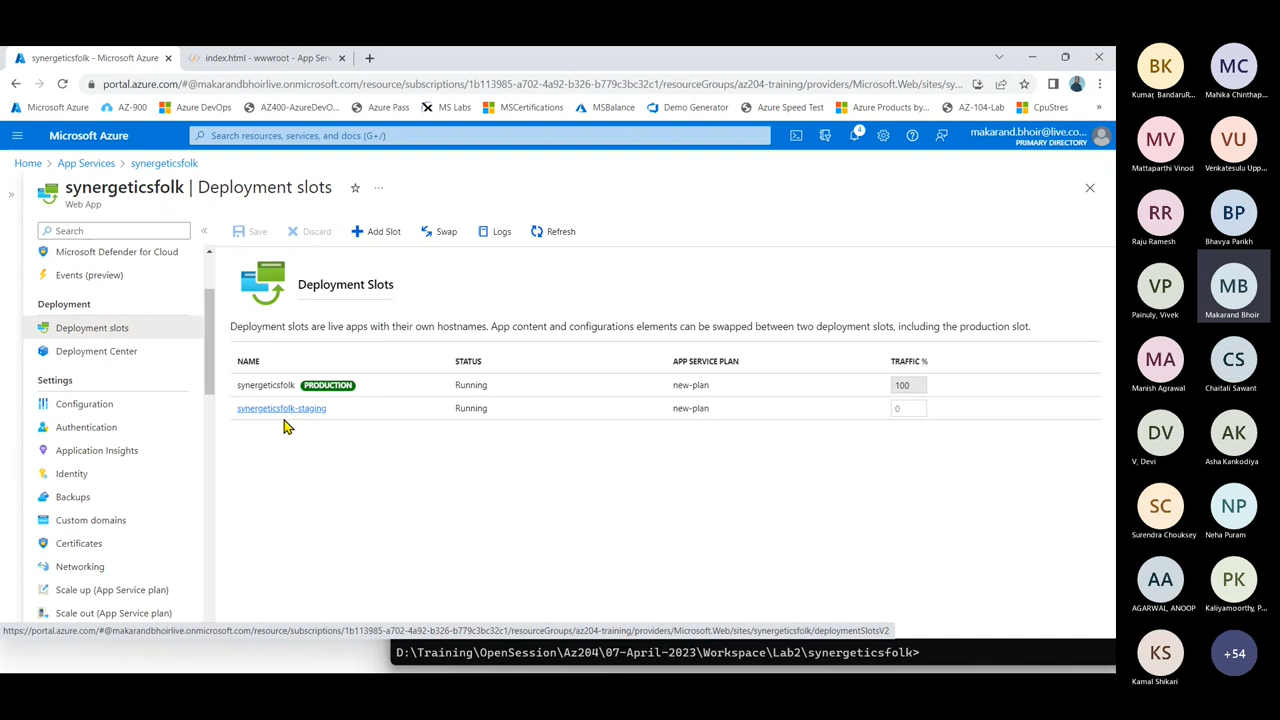 synergeticsfolk - Microsoft Azure
index.html - wwwroot - App Serv
portal.azure.com/#@makarandbhoirlive.onmicrosoft.com/resource/subscriptions/1b113985-a702-4a92-b326-b779c3bc32c1/resourceGroups/az204-training/providers/Microsoft.Web/sites/sy...
Microsoft Azure
AZ-900
Azure DevOps
AZ400-AzureDevO...
Azure Pass
MS Labs
MSCertifications
MSBalance
Demo Generator
Azure Speed Test
Azure Products by...
AZ-104-Lab
CpuStres
»
Microsoft Azure
Search resources, services, and docs (G+/)
4
makarand.bhoir@live.co...
PRIMARY DIRECTORY
Home > App Services > synergeticsfolk
synergeticsfolk | Deployment slots
Web App
Search
Microsoft Defender for Cloud
Events (preview)
Deployment
Deployment slots
Deployment Center
Settings
Configuration
Authentication
Application Insights
Identity
Backups
Custom domains
Certificates
Networking
Scale up (App Service plan)
Scale out (App Service plan)
Save
Discard
Add Slot
Swap
Logs
Refresh
Deployment Slots
Deployment slots are live apps with their own hostnames. App content and configurations elements can be swapped between two deployment slots, including the production slot.
NAME STATUS APP SERVICE PLAN TRAFFIC %
synergeticsfolk PRODUCTION Running new-plan 100
synergeticsfolk-staging Running new-plan 0
https://portal.azure.com/#@makarandbhoirlive.onmicrosoft.com/resource/subscriptions/1b113985-a702-4a92-b326-b779c3bc32c1/resourceGroups/az204-training/providers/Microsoft.Web/sites/synergeticsfolk/deploymentSlotsV2
D:\Training\OpenSession\Az204\07-April-2023\Workspace\Lab2\synergeticsfolk>
BK
Kumar, BandaruR...
MC
Mahika Chinthap...
MV
Mattaparthi Vinod
VU
Venkatesulu Upp...
RR
Raju Ramesh
BP
Bhavya Parikh
VP
Painuly, Vivek
MB
Makarand Bhoir
MA
Manish Agrawal
CS
Chaitali Sawant
DV
V, Devi
AK
Asha Kankodiya
SC
Surendra Chouksey
NP
Neha Puram
AA
AGARWAL, ANOOP
PK
Kaliyamoorthy, P...
KS
Kamal Shikari
+54